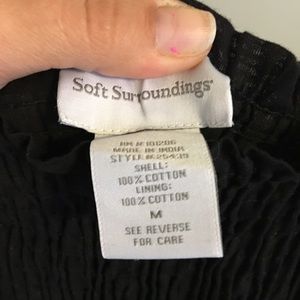 Soft Surroundings®
MADE IN INDIA
SHELL:
100% COTTON
LINING:
100% COTTON
M
SEE REVERSE
FOR CARE